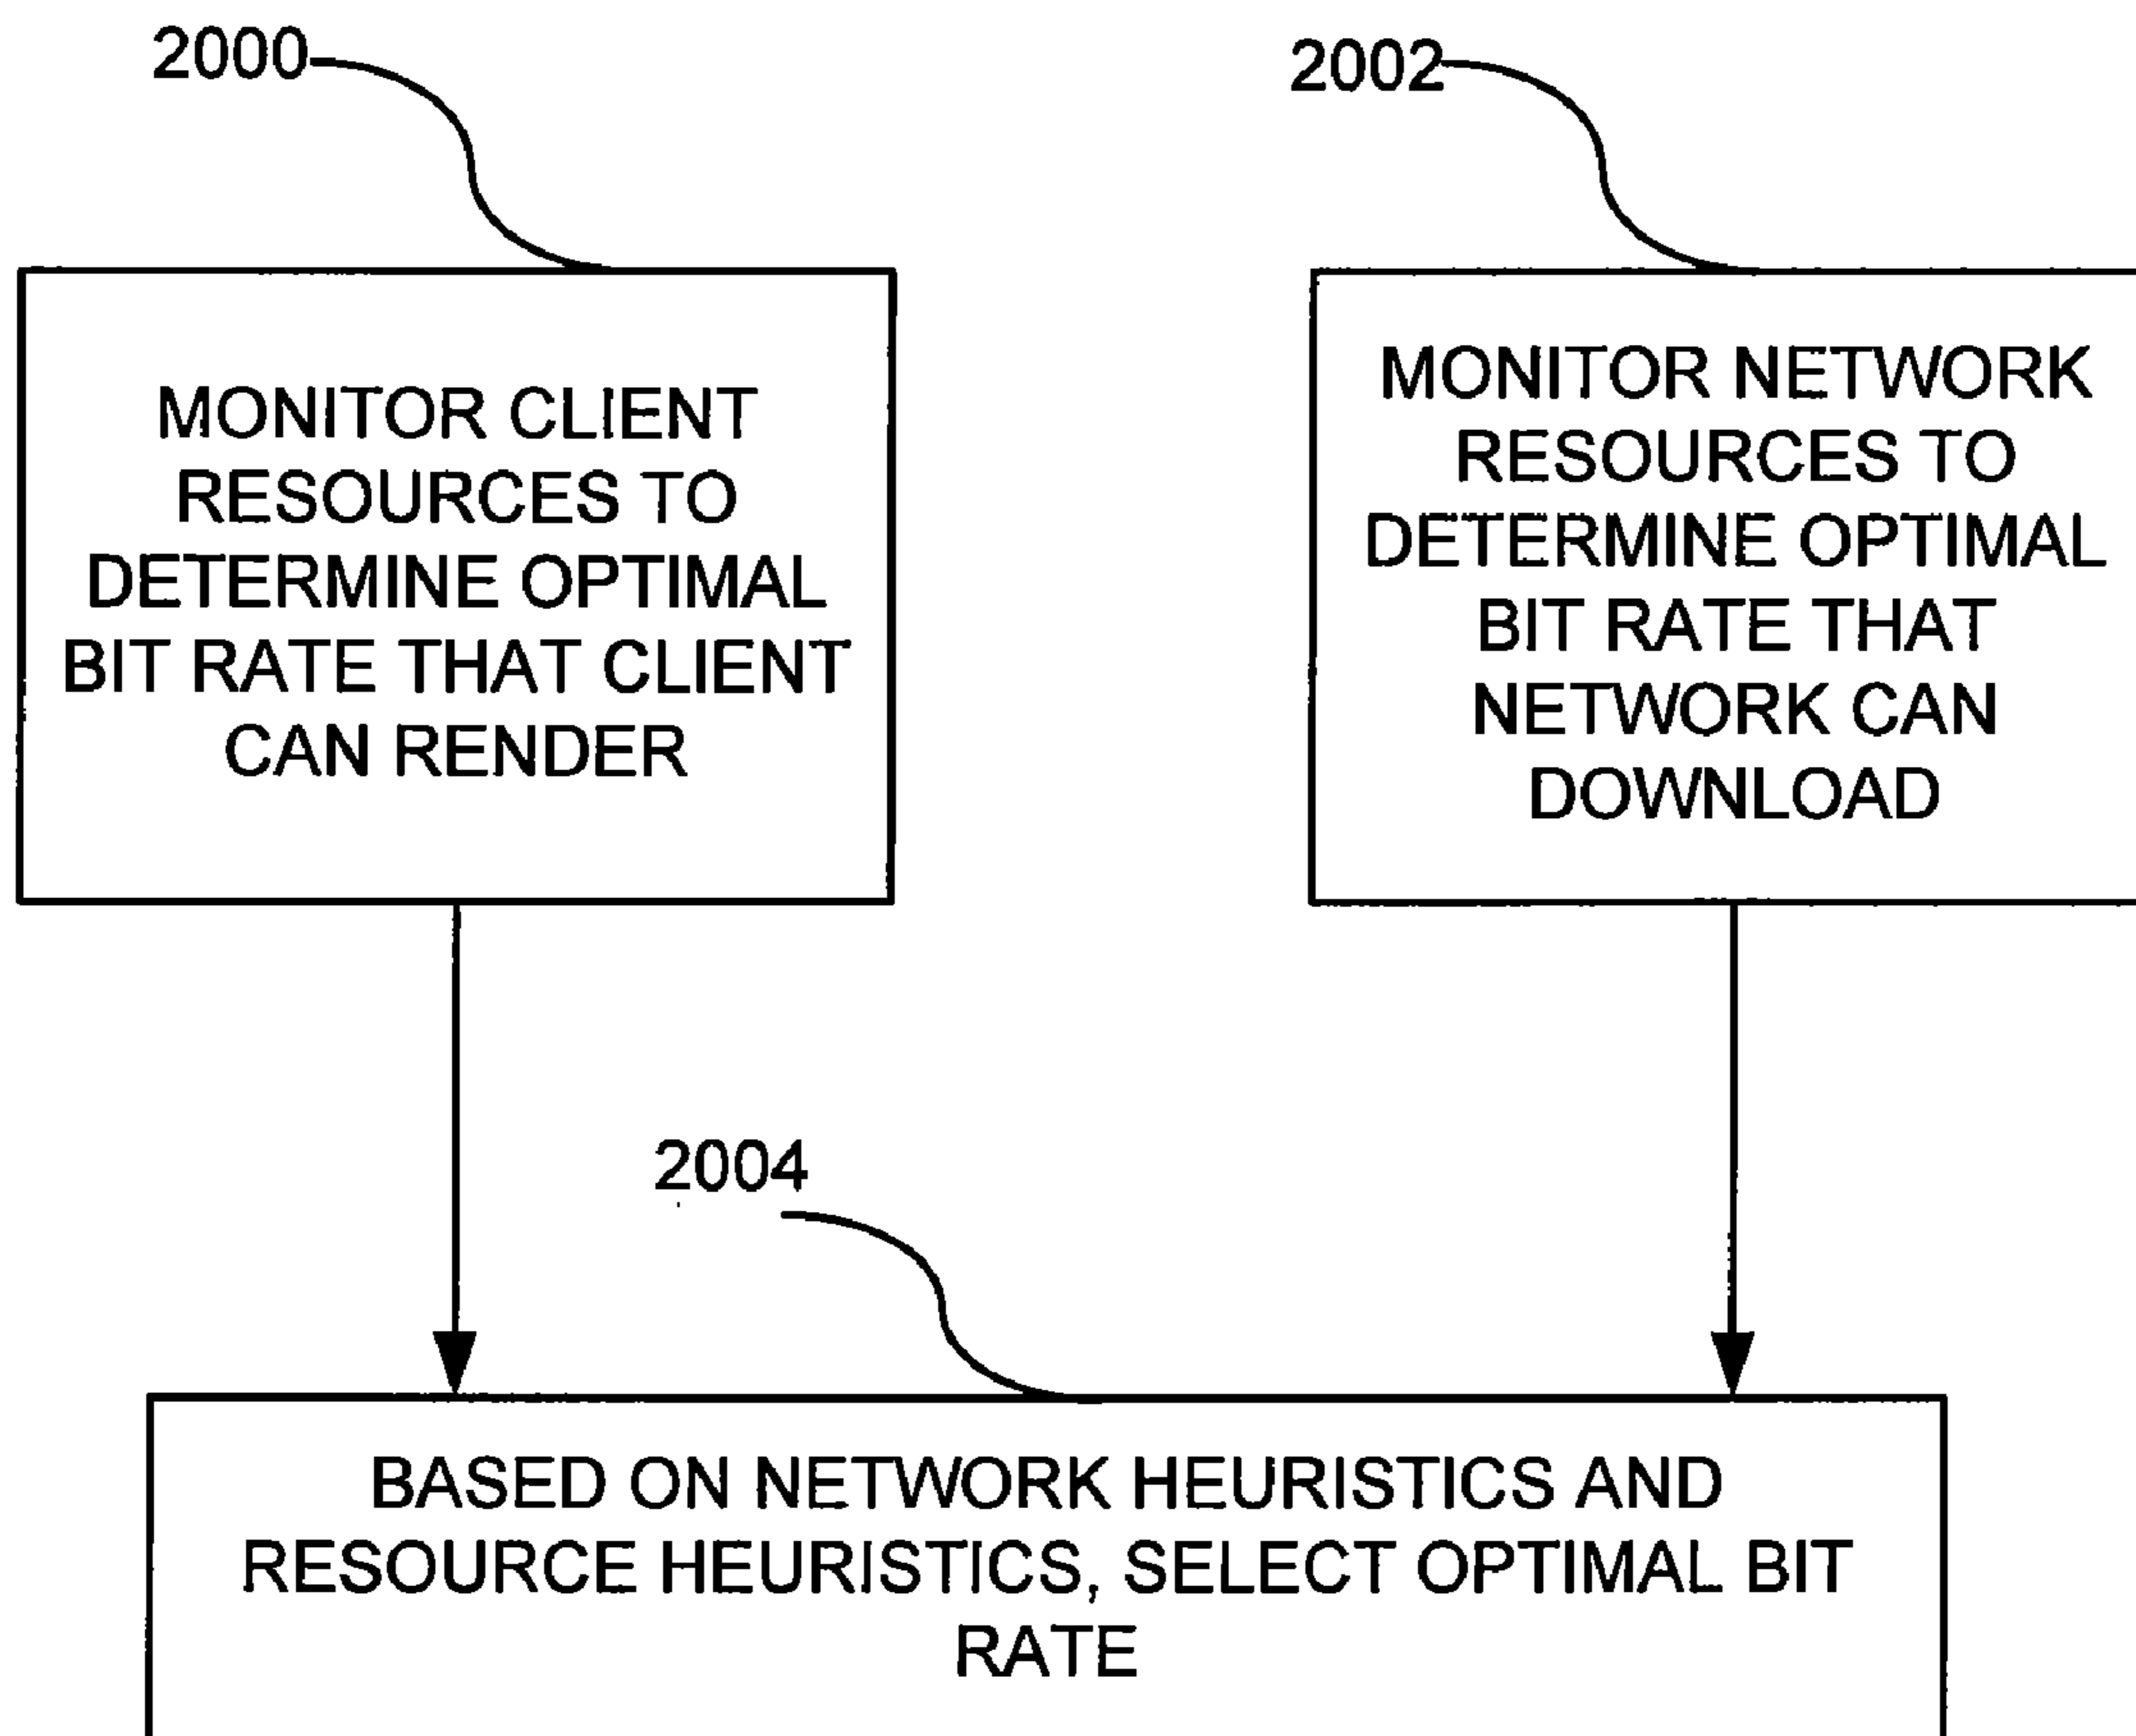 2000
MONITOR CLIENT
RESOURCES TO
DETERMINE OPTIMAL
BIT RATE THAT CLIENT
CAN RENDER
2002
MONITOR NETWORK
RESOURCES TO
DETERMINE OPTIMAL
BIT RATE THAT
NETWORK CAN
DOWNLOAD
2004
BASED ON NETWORK HEURISTICS AND
RESOURCE HEURISTICS, SELECT OPTIMAL BIT
RATE